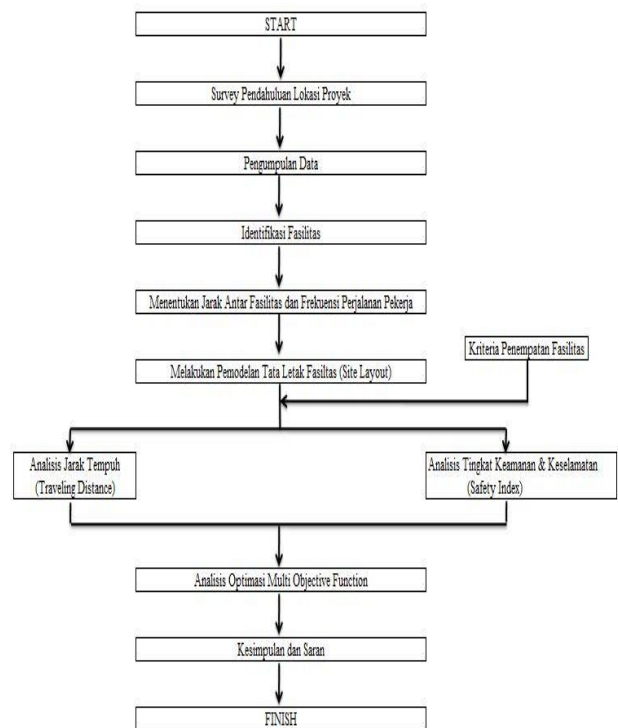 START
Survey Pendahuluan Lokasi Proyek
Pengumpulan Data
Identifikasi Fasilitas
Menentukan Jarak Antar Fasilitas dan Frekuensi Perjalanan Pekerja
Kriteria Penempatan Fasilitas
Melakukan Pemodelan Tata Letak Fasiltas (Site Layout)
Analisis Jarak Tempuh
(Traveling Distance)
Analisis Tingkat Keamanan & Keselamatan
(Safety Index)
Analisis Optimasi Multi Objective Function
Kesimpulan dan Saran
FINISH